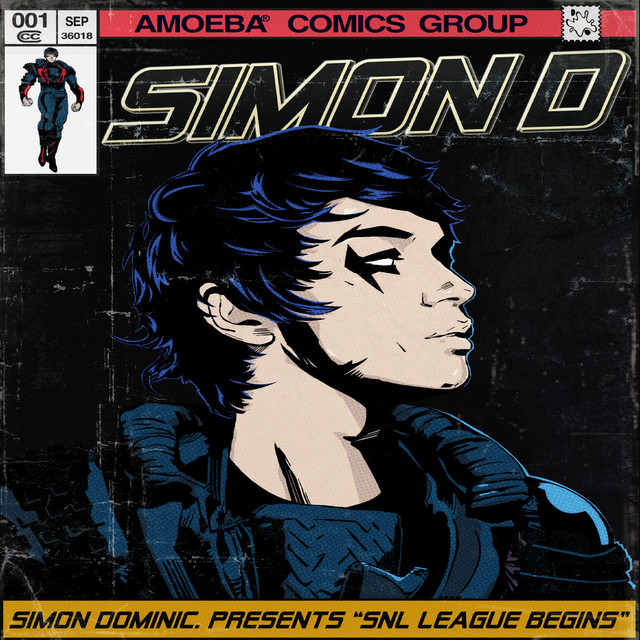 001
CC
SEP
36018
AMOEBA® COMICS GROUP
SIMON D
SIMON DOMINIC. PRESENTS "SNL LEAGUE BEGINS"